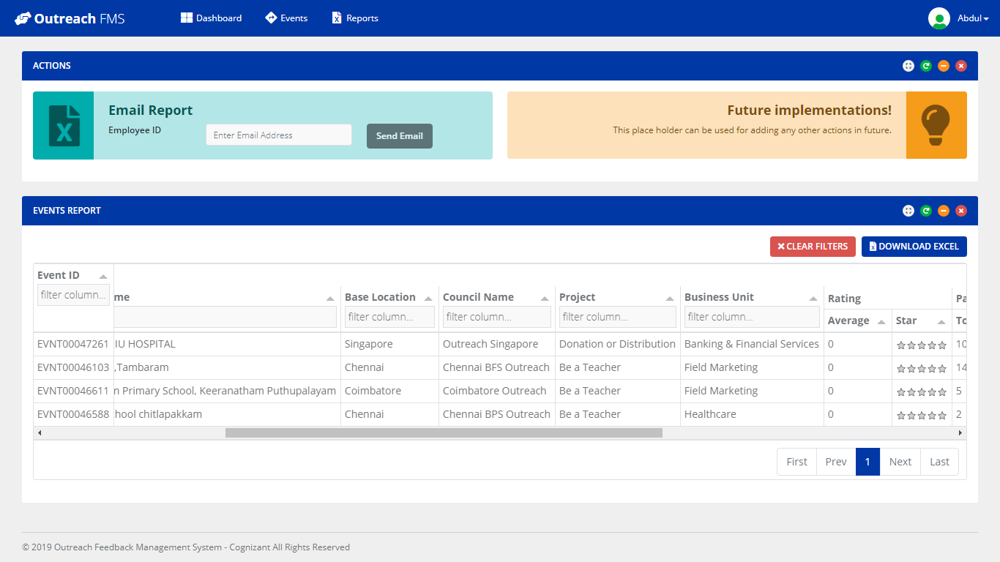 Outreach FMS Dashboard Events Reports Abdul
ACTIONS
Email Report
Employee ID Enter Email Address Send Email
Future implementations!
This place holder can be used for adding any other actions in future.
EVENTS REPORT
CLEAR FILTERS DOWNLOAD EXCEL
Event ID
filter column...
me Base Location Council Name Project Business Unit Rating Pa
filter column... filter column... filter column... filter column... Average Star To
EVNT00047261 IU HOSPITAL Singapore Outreach Singapore Donation or Distribution Banking & Financial Services 0 10
EVNT00046103 ,Tambaram Chennai Chennai BFS Outreach Be a Teacher Field Marketing 0 14
EVNT00046611 n Primary School, Keeranatham Puthupalayam Coimbatore Coimbatore Outreach Be a Teacher Field Marketing 0 5
EVNT00046588 hool chitlapakkam Chennai Chennai BPS Outreach Be a Teacher Healthcare 0 2
First Prev 1 Next Last
© 2019 Outreach Feedback Management System - Cognizant All Rights Reserved